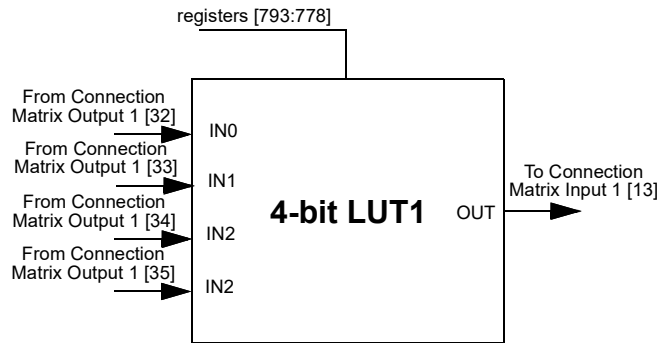 registers [793:778]
From Connection
Matrix Output 1 [32]
IN0
From Connection
Matrix Output 1 [33]
IN1
From Connection
Matrix Output 1 [34]
IN2
From Connection
Matrix Output 1 [35]
IN2
4-bit LUT1
OUT
To Connection
Matrix Input 1 [13]